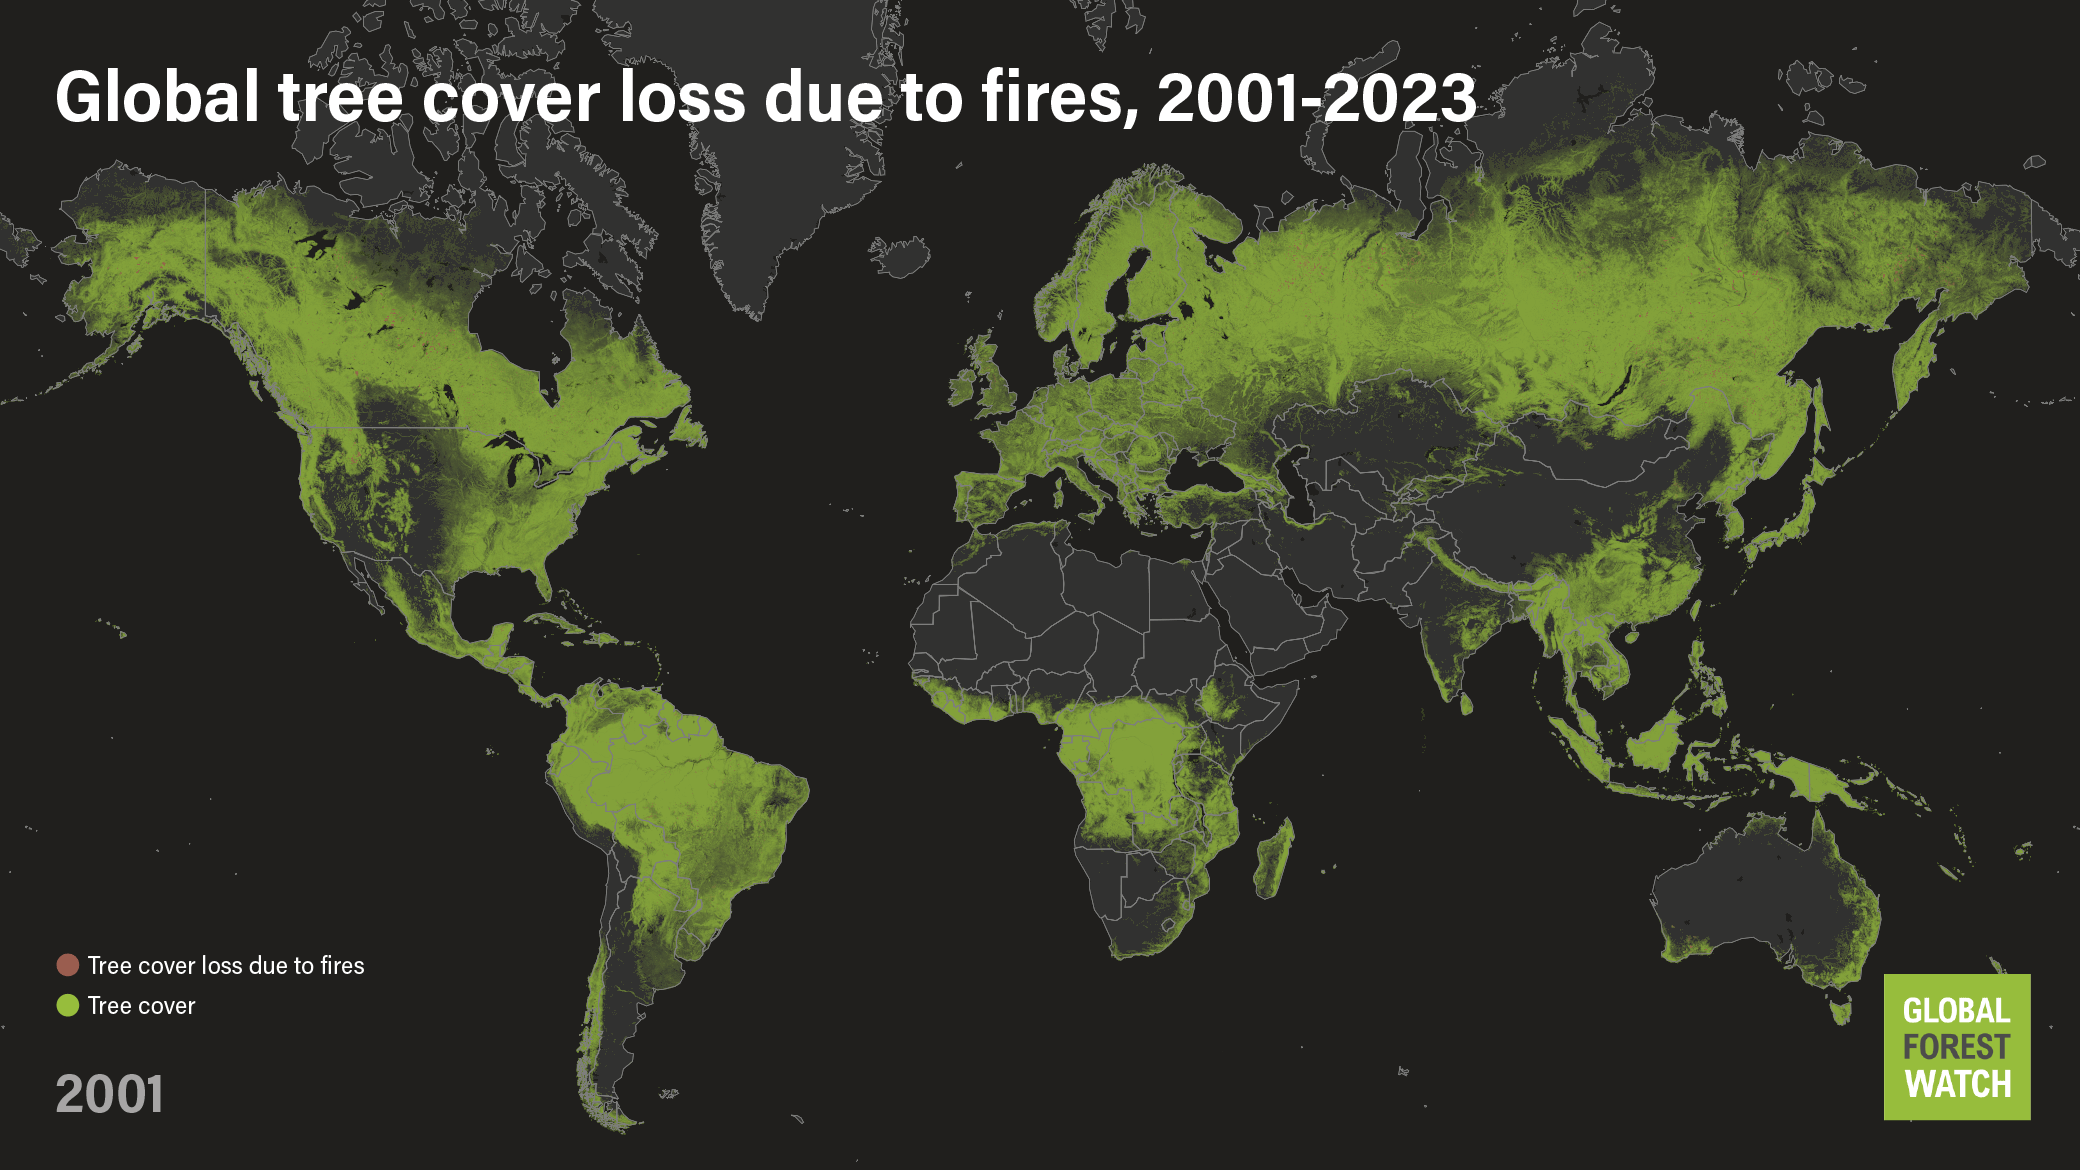 Global tree cover loss due to fires, 2001-2023
Tree cover loss due to fires
Tree cover
2001
GLOBAL
FOREST
WATCH